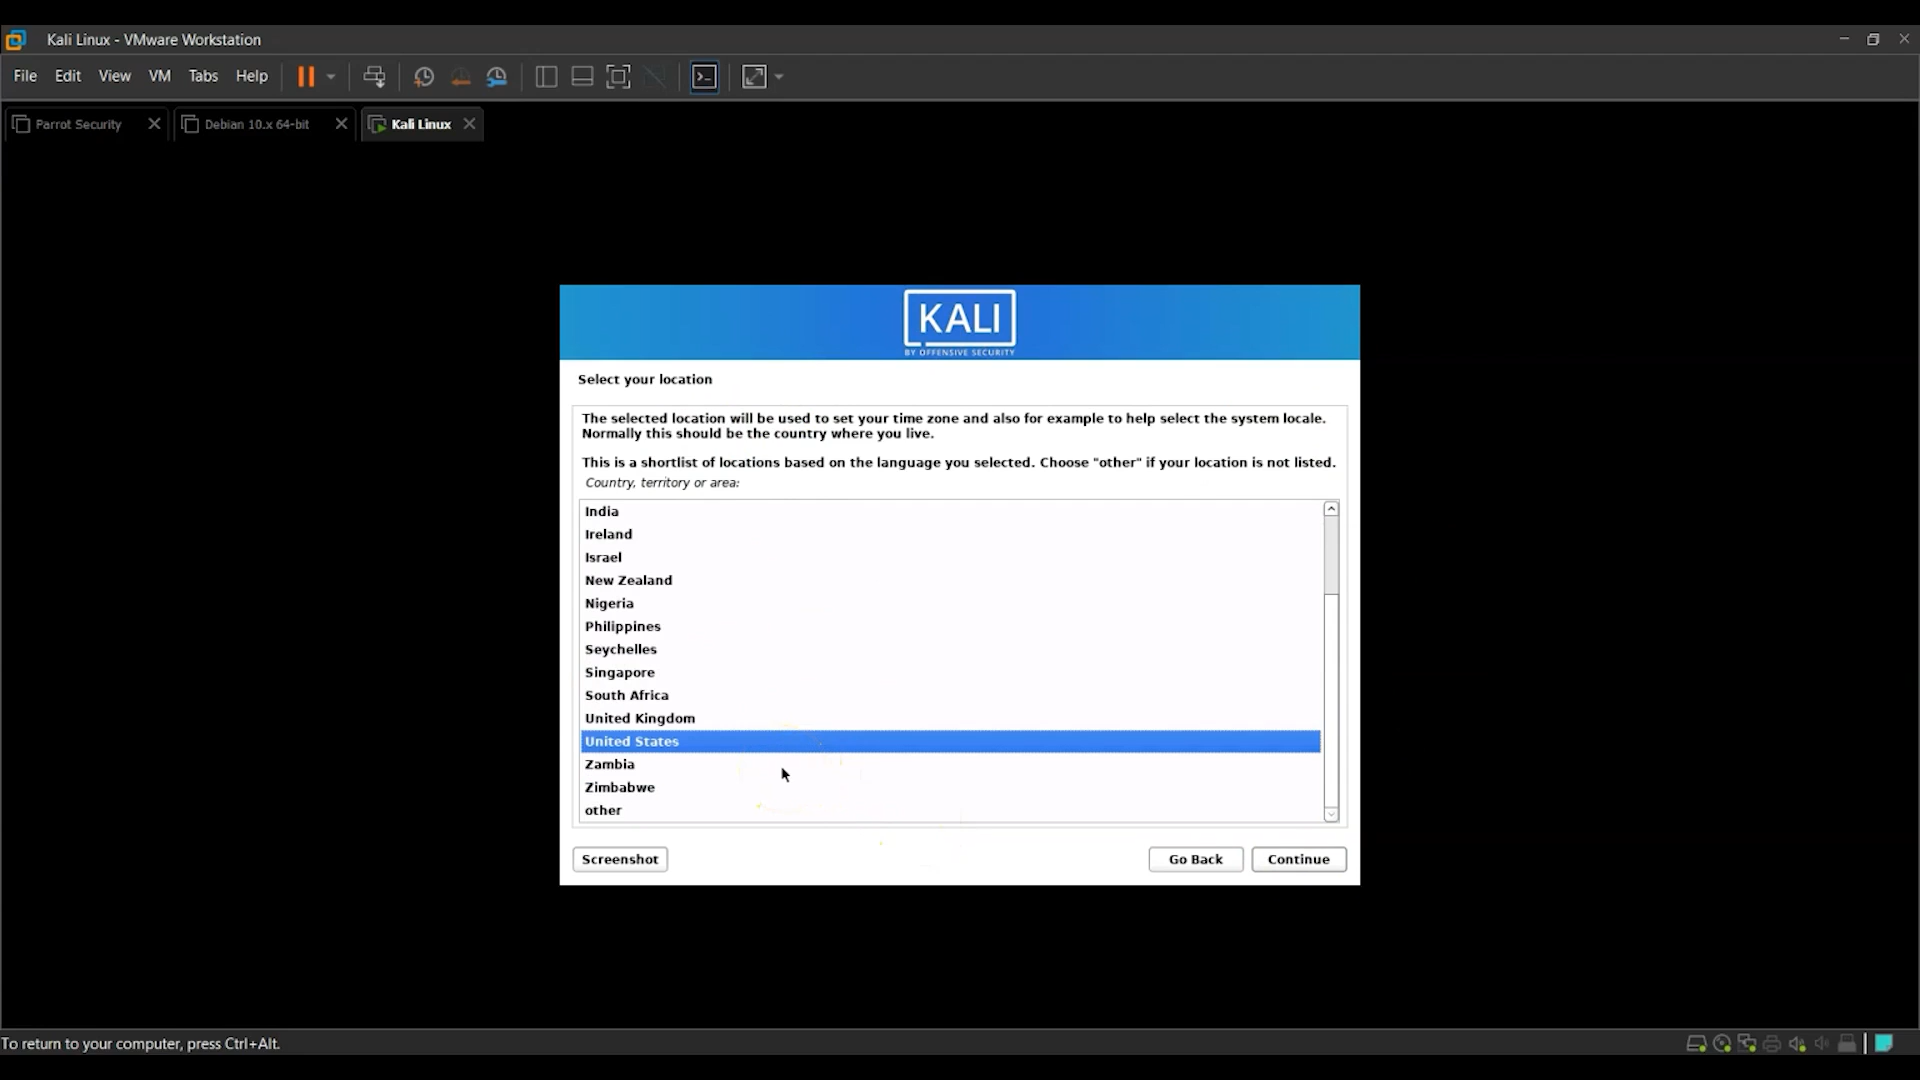 Kali Linux - VMware Workstation
File Edit View VM Tabs Help
Parrot Security Debian 10.x 64-bit Kali Linux
KALI
BY OFFENSIVE SECURITY
Select your location
The selected location will be used to set your time zone and also for example to help select the system locale.
Normally this should be the country where you live.
This is a shortlist of locations based on the language you selected. Choose "other" if your location is not listed.
Country, territory or area:
India
Ireland
Israel
New Zealand
Nigeria
Philippines
Seychelles
Singapore
South Africa
United Kingdom
United States
Zambia
Zimbabwe
other
Screenshot Go Back Continue
To return to your computer, press Ctrl+Alt.